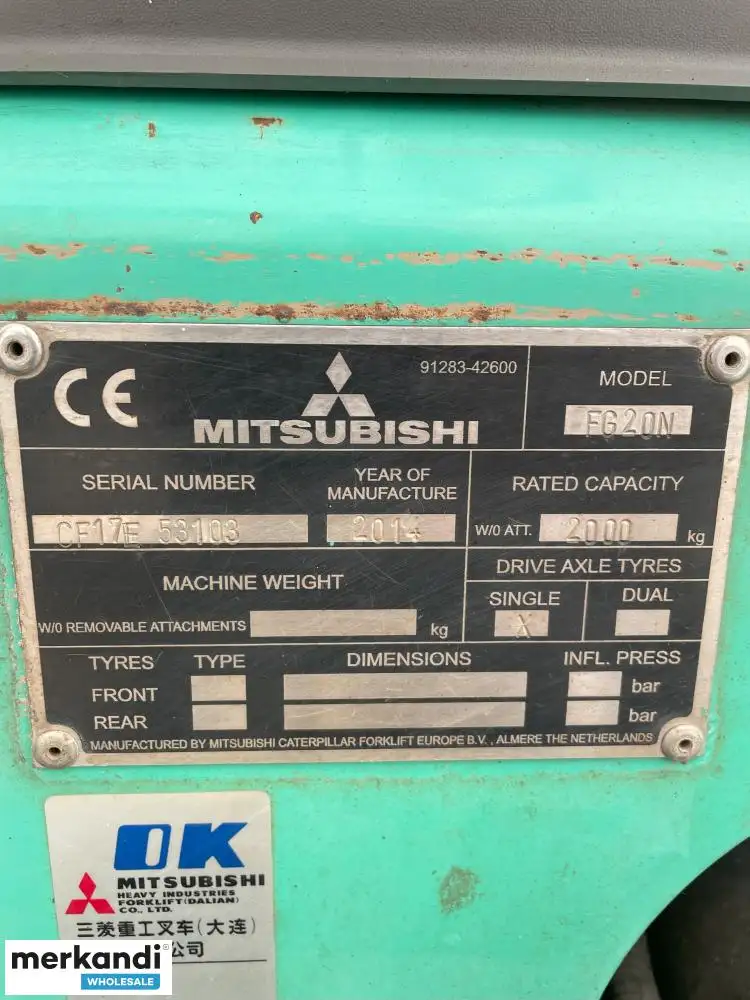 CE
91283-42600
MITSUBISHI
MODEL
FG20N
SERIAL NUMBER
CF17E 53103
YEAR OF
MANUFACTURE
2014
RATED CAPACITY
W/O ATT. 2000 kg
MACHINE WEIGHT
W/O REMOVABLE ATTACHMENTS kg
DRIVE AXLE TYRES
SINGLE DUAL
X
TYRES TYPE DIMENSIONS INFL. PRESS
FRONT bar
REAR bar
MANUFACTURED BY MITSUBISHI CATERPILLAR FORKLIFT EUROPE B.V., ALMERE THE NETHERLANDS
OK
MITSUBISHI
HEAVY INDUSTRIES
FORKLIFT(DALIAN)
CO., LTD.
三菱重工叉车(大连)
公司
merkandi®
WHOLESALE